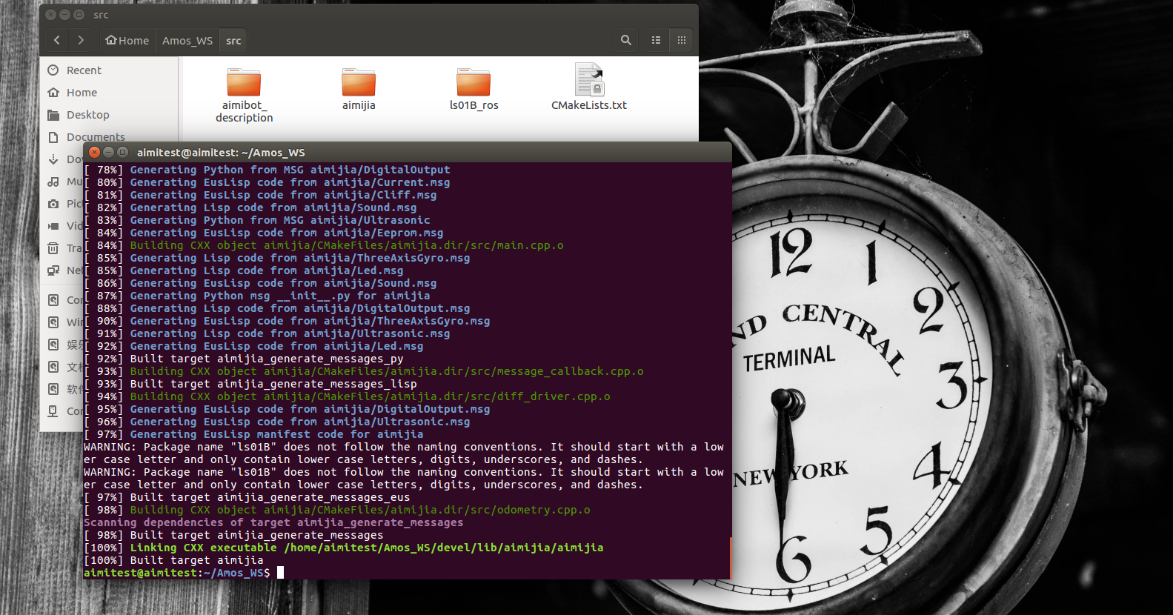 src
Home Amos_WS src
Recent
Home
Desktop
Documents
aimibot_
description
aimijia
ls01B_ros
CMakeLists.txt
aimitest@aimitest: ~/Amos_WS
[ 78%] Generating Python from MSG aimijia/DigitalOutput
[ 80%] Generating EusLisp code from aimijia/Current.msg
[ 81%] Generating EusLisp code from aimijia/Cliff.msg
[ 82%] Generating Lisp code from aimijia/Sound.msg
[ 83%] Generating Python from MSG aimijia/Ultrasonic
[ 84%] Generating EusLisp code from aimijia/Eeprom.msg
[ 84%] Building CXX object aimijia/CMakeFiles/aimijia.dir/src/main.cpp.o
[ 85%] Generating Lisp code from aimijia/ThreeAxisGyro.msg
[ 85%] Generating Lisp code from aimijia/Led.msg
[ 86%] Generating EusLisp code from aimijia/Sound.msg
[ 87%] Generating Python msg __init__.py for aimijia
[ 88%] Generating Lisp code from aimijia/DigitalOutput.msg
[ 90%] Generating EusLisp code from aimijia/ThreeAxisGyro.msg
[ 91%] Generating Lisp code from aimijia/Ultrasonic.msg
[ 92%] Generating EusLisp code from aimijia/Led.msg
[ 92%] Built target aimijia_generate_messages_py
[ 93%] Building CXX object aimijia/CMakeFiles/aimijia.dir/src/message_callback.cpp.o
[ 93%] Built target aimijia_generate_messages_lisp
[ 94%] Building CXX object aimijia/CMakeFiles/aimijia.dir/src/diff_driver.cpp.o
[ 95%] Generating EusLisp code from aimijia/DigitalOutput.msg
[ 96%] Generating EusLisp code from aimijia/Ultrasonic.msg
[ 97%] Generating EusLisp manifest code for aimijia
WARNING: Package name "ls01B" does not follow the naming conventions. It should start with a low
er case letter and only contain lower case letters, digits, underscores, and dashes.
WARNING: Package name "ls01B" does not follow the naming conventions. It should start with a low
er case letter and only contain lower case letters, digits, underscores, and dashes.
[ 97%] Built target aimijia_generate_messages_eus
[ 98%] Building CXX object aimijia/CMakeFiles/aimijia.dir/src/odometry.cpp.o
Scanning dependencies of target aimijia_generate_messages
[ 98%] Built target aimijia_generate_messages
[100%] Linking CXX executable /home/aimitest/Amos_WS/devel/lib/aimijia/aimijia
[100%] Built target aimijia
aimitest@aimitest:~/Amos_WS$
12
1
2
3
4
5
6
ND CENTRAL
TERMINAL
NEW YORK